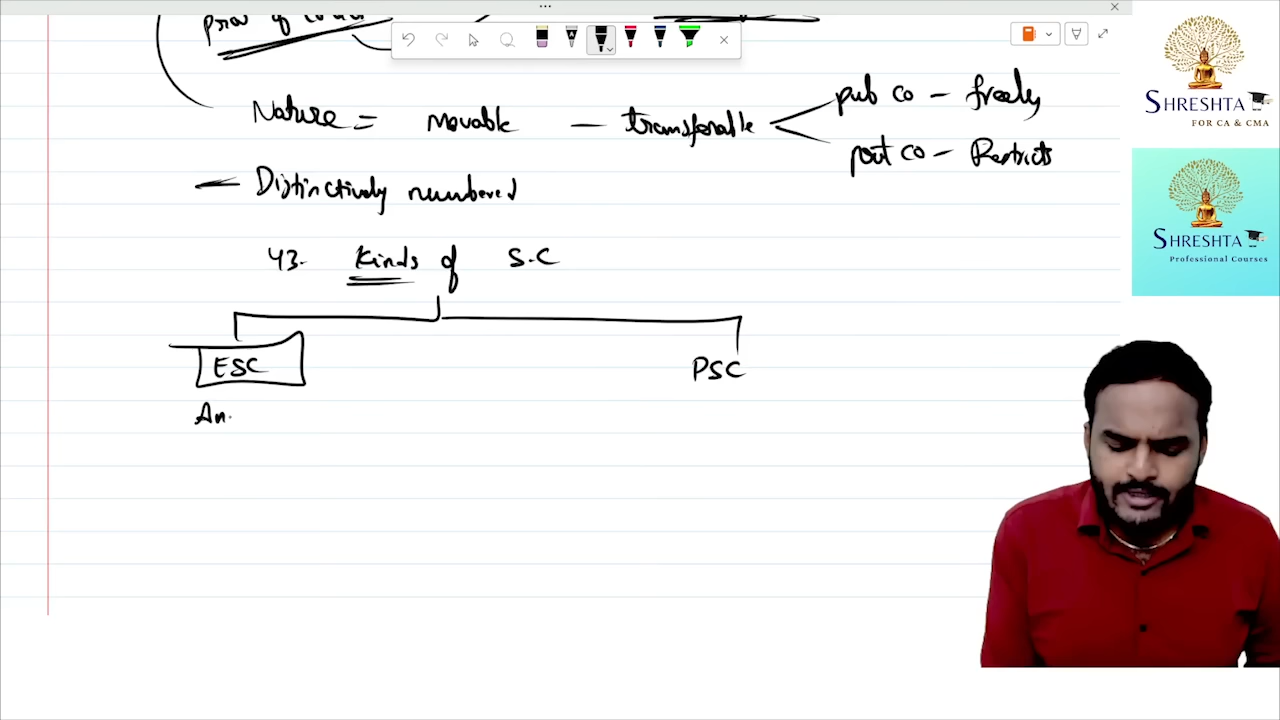 Nature = movable — transferable
pub co — freely
pvt co — Restricts
— Distinctively numbered
43. Kinds of S.C
ESC
PSC
An.
SHRESHTA
FOR CA & CMA
SHRESHTA
Professional Courses